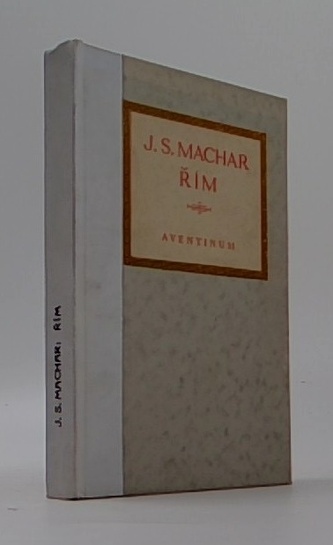 J. S. MACHAR
ŘÍM
AVENTINUM
J. S. MACHAR: ŘÍM